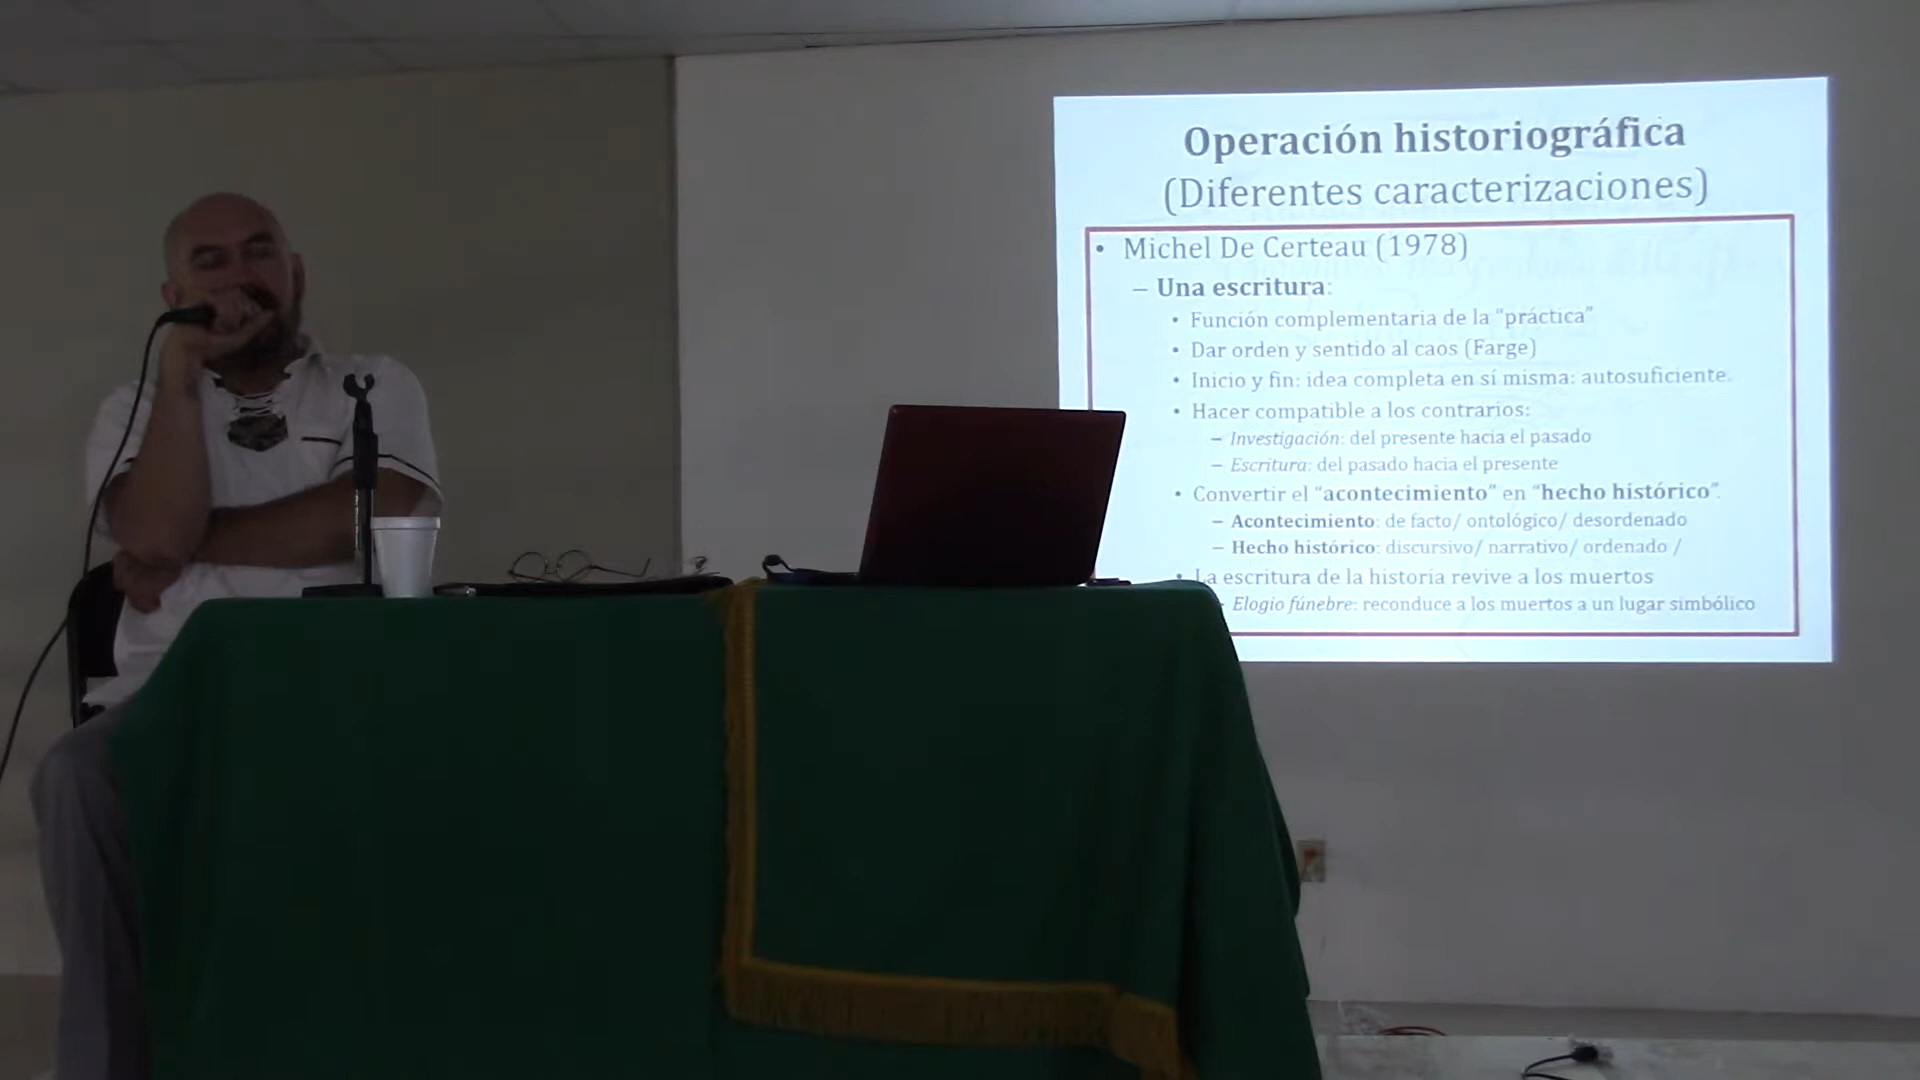 Operación historiográfica
(Diferentes caracterizaciones)
• Michel De Certeau (1978)
– Una escritura:
• Función complementaria de la “práctica”
• Dar orden y sentido al caos (Farge)
• Inicio y fin: idea completa en sí misma: autosuficiente.
• Hacer compatible a los contrarios:
– Investigación: del presente hacia el pasado
– Escritura: del pasado hacia el presente
• Convertir el “acontecimiento” en “hecho histórico”.
– Acontecimiento: de facto/ ontológico/ desordenado
– Hecho histórico: discursivo/ narrativo/ ordenado /
• La escritura de la historia revive a los muertos
- Elogio fúnebre: reconduce a los muertos a un lugar simbólico